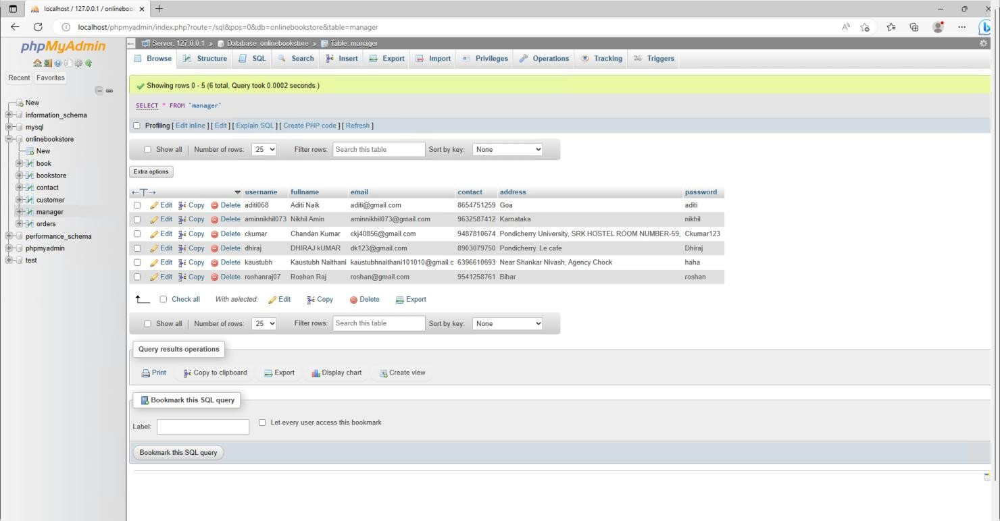 localhost / 127.0.0.1 / onlineboo
localhost/phpmyadmin/index.php?route=/sql&pos=0&db=onlinebookstore&table=manager
phpMyAdmin
Recent Favorites
New
information_schema
mysql
onlinebookstore
New
book
bookstore
contact
customer
manager
orders
performance_schema
phpmyadmin
test
Server: 127.0.0.1 » Database: onlinebookstore » Table: manager
Browse Structure SQL Search Insert Export Import Privileges Operations Tracking Triggers
Showing rows 0 - 5 (6 total, Query took 0.0002 seconds.)
SELECT * FROM `manager`
Profiling [ Edit inline ] [ Edit ] [ Explain SQL ] [ Create PHP code ] [ Refresh ]
Show all Number of rows: 25 Filter rows: Search this table Sort by key: None
Extra options
username fullname email contact address password
Edit Copy Delete aditi068 Aditi Naik aditi@gmail.com 8654751259 Goa aditi
Edit Copy Delete aminnikhil073 Nikhil Amin aminnikhil073@gmail.com 9632587412 Karnataka nikhil
Edit Copy Delete ckumar Chandan Kumar ckj40856@gmail.com 9487810674 Pondicherry University, SRK HOSTEL ROOM NUMBER-59, Ckumar123
Edit Copy Delete dhiraj DHIRAJ kUMAR dk123@gmail.com 8903079750 Pondicherry. Le cafe Dhiraj
Edit Copy Delete kaustubh Kaustubh Naithani kaustubhnaithani101010@gmail.c 6396610693 Near Shankar Nivash, Agency Chock haha
Edit Copy Delete roshanraj07 Roshan Raj roshan@gmail.com 9541258761 Bihar roshan
Check all With selected: Edit Copy Delete Export
Show all Number of rows: 25 Filter rows: Search this table Sort by key: None
Query results operations
Print Copy to clipboard Export Display chart Create view
Bookmark this SQL query
Label: Let every user access this bookmark
Bookmark this SQL query